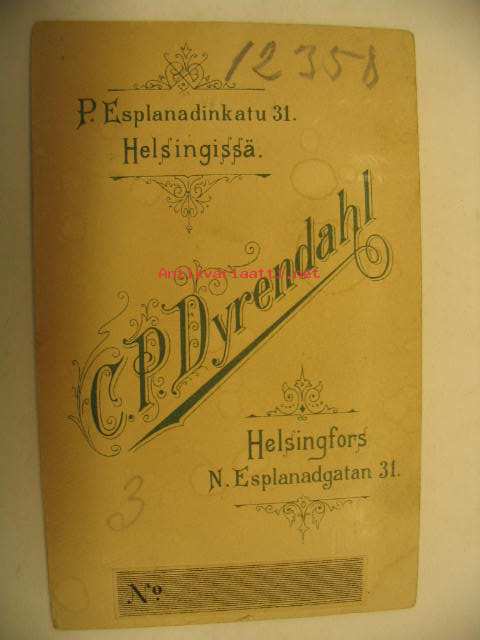 12358
P. Esplanadinkatu 31.
Helsingissä.
Antikvariaatti.net
C.P. Dyrendahl
Helsingfors
N. Esplanadgatan 31.
3
No.